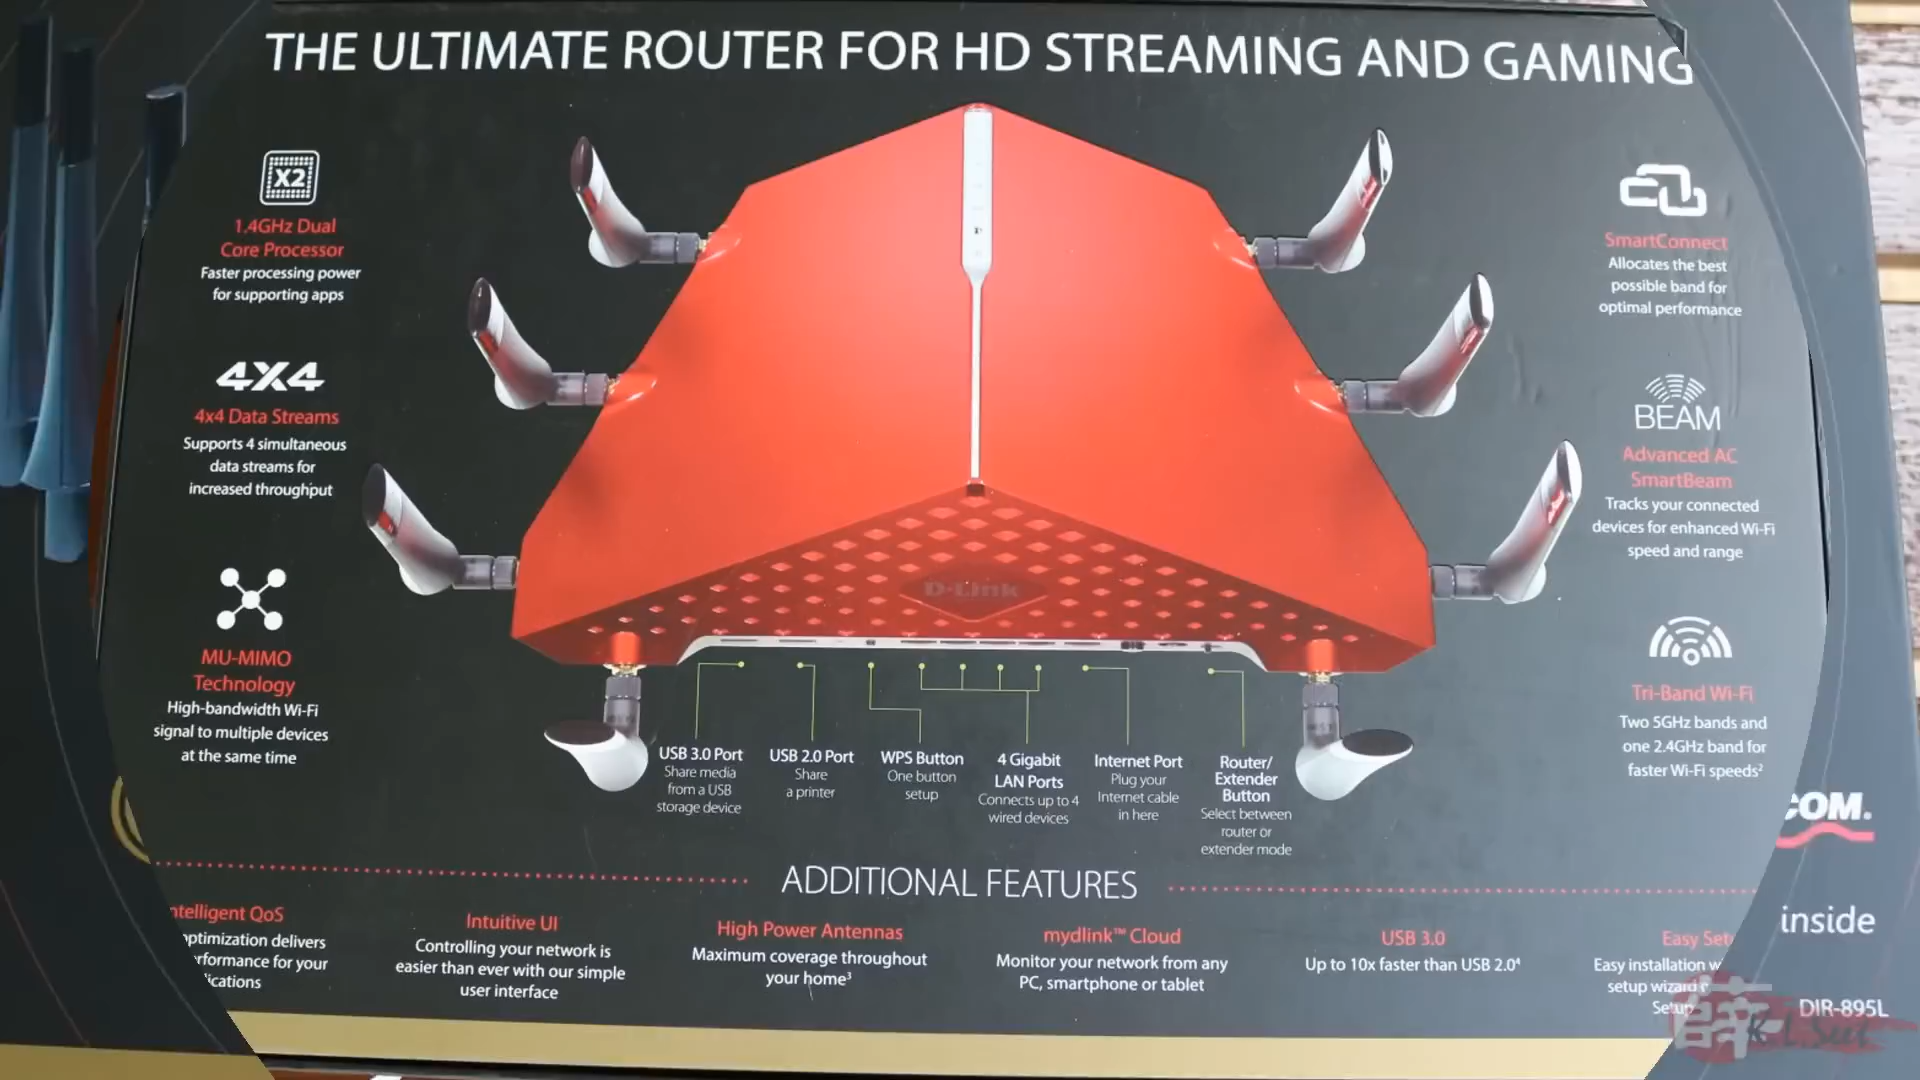 THE ULTIMATE ROUTER FOR HD STREAMING AND GAMING
X2
1.4GHz Dual
Core Processor
Faster processing power
for supporting apps
4X4
4x4 Data Streams
Supports 4 simultaneous
data streams for
increased throughput
MU-MIMO
Technology
High-bandwidth Wi-Fi
signal to multiple devices
at the same time
SmartConnect
Allocates the best
possible band for
optimal performance
BEAM
Advanced AC
SmartBeam
Tracks your connected
devices for enhanced Wi-Fi
speed and range
Tri-Band Wi-Fi
Two 5GHz bands and
one 2.4GHz band for
faster Wi-Fi speeds²
D-Link
USB 3.0 Port
Share media
from a USB
storage device
USB 2.0 Port
Share
a printer
WPS Button
One button
setup
4 Gigabit
LAN Ports
Connects up to 4
wired devices
Internet Port
Plug your
Internet cable
in here
Router/
Extender
Button
Select between
router or
extender mode
ADDITIONAL FEATURES
ntelligent QoS
ptimization delivers
rformance for your
ications
Intuitive UI
Controlling your network is
easier than ever with our simple
user interface
High Power Antennas
Maximum coverage throughout
your home³
mydlink™ Cloud
Monitor your network from any
PC, smartphone or tablet
USB 3.0
Up to 10x faster than USB 2.0⁴
Easy Set
Easy installation w
setup wizard
Setup
COM.
inside
DIR-895L
薛